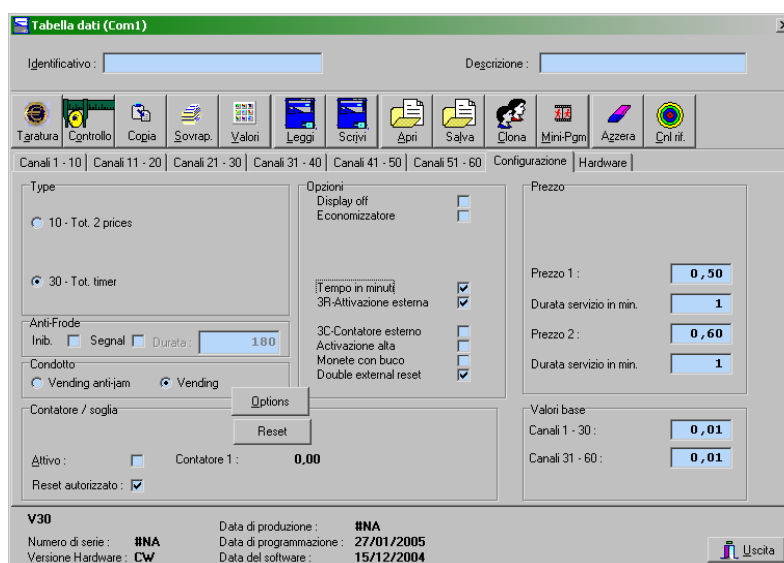 Tabella dati (Com1)
Identificativo : Descrizione :
Taratura Controllo Copia Sovrap. Valori Leggi Scrivi Apri Salva Clona Mini-Pgm Azzera Cnl rif.
Canali 1 - 10 Canali 11 - 20 Canali 21 - 30 Canali 31 - 40 Canali 41 - 50 Canali 51 - 60 Configurazione Hardware
Type Opzioni Prezzo
Display off
Economizzatore
10 - Tot. 2 prices
30 - Tot. timer
Prezzo 1 : 0,50
Tempo in minuti
3R-Attivazione esterna
Durata servizio in min. 1
Anti-Frode
Inib. Segnal Durata : 180
3C-Contatore esterno
Prezzo 2 : 0,60
Activazione alta
Monete con buco
Durata servizio in min. 1
Condotto
Double external reset
Vending anti-jam Vending
Options
Contatore / soglia Valori base
Reset
Canali 1 - 30 : 0,01
Attivo : Contatore 1 : 0,00
Canali 31 - 60 : 0,01
Reset autorizzato :
V30
Data di produzione : #NA
Numero di serie : #NA Data di programmazione : 27/01/2005
Versione Hardware : CW Data del software : 15/12/2004
Uscita